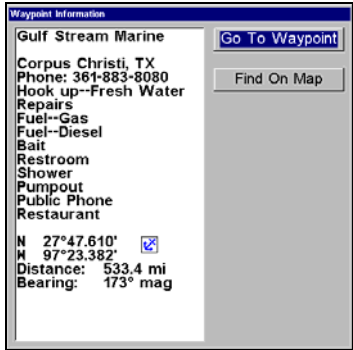 Waypoint Information
Gulf Stream Marine
Go To Waypoint
Corpus Christi, TX
Phone: 361-883-8080
Find On Map
Hook up--Fresh Water
Repairs
Fuel--Gas
Fuel--Diesel
Bait
Restroom
Shower
Pumpout
Public Phone
Restaurant
N 27°47.610'
W 97°23.382'
Distance: 533.4 mi
Bearing: 173° mag